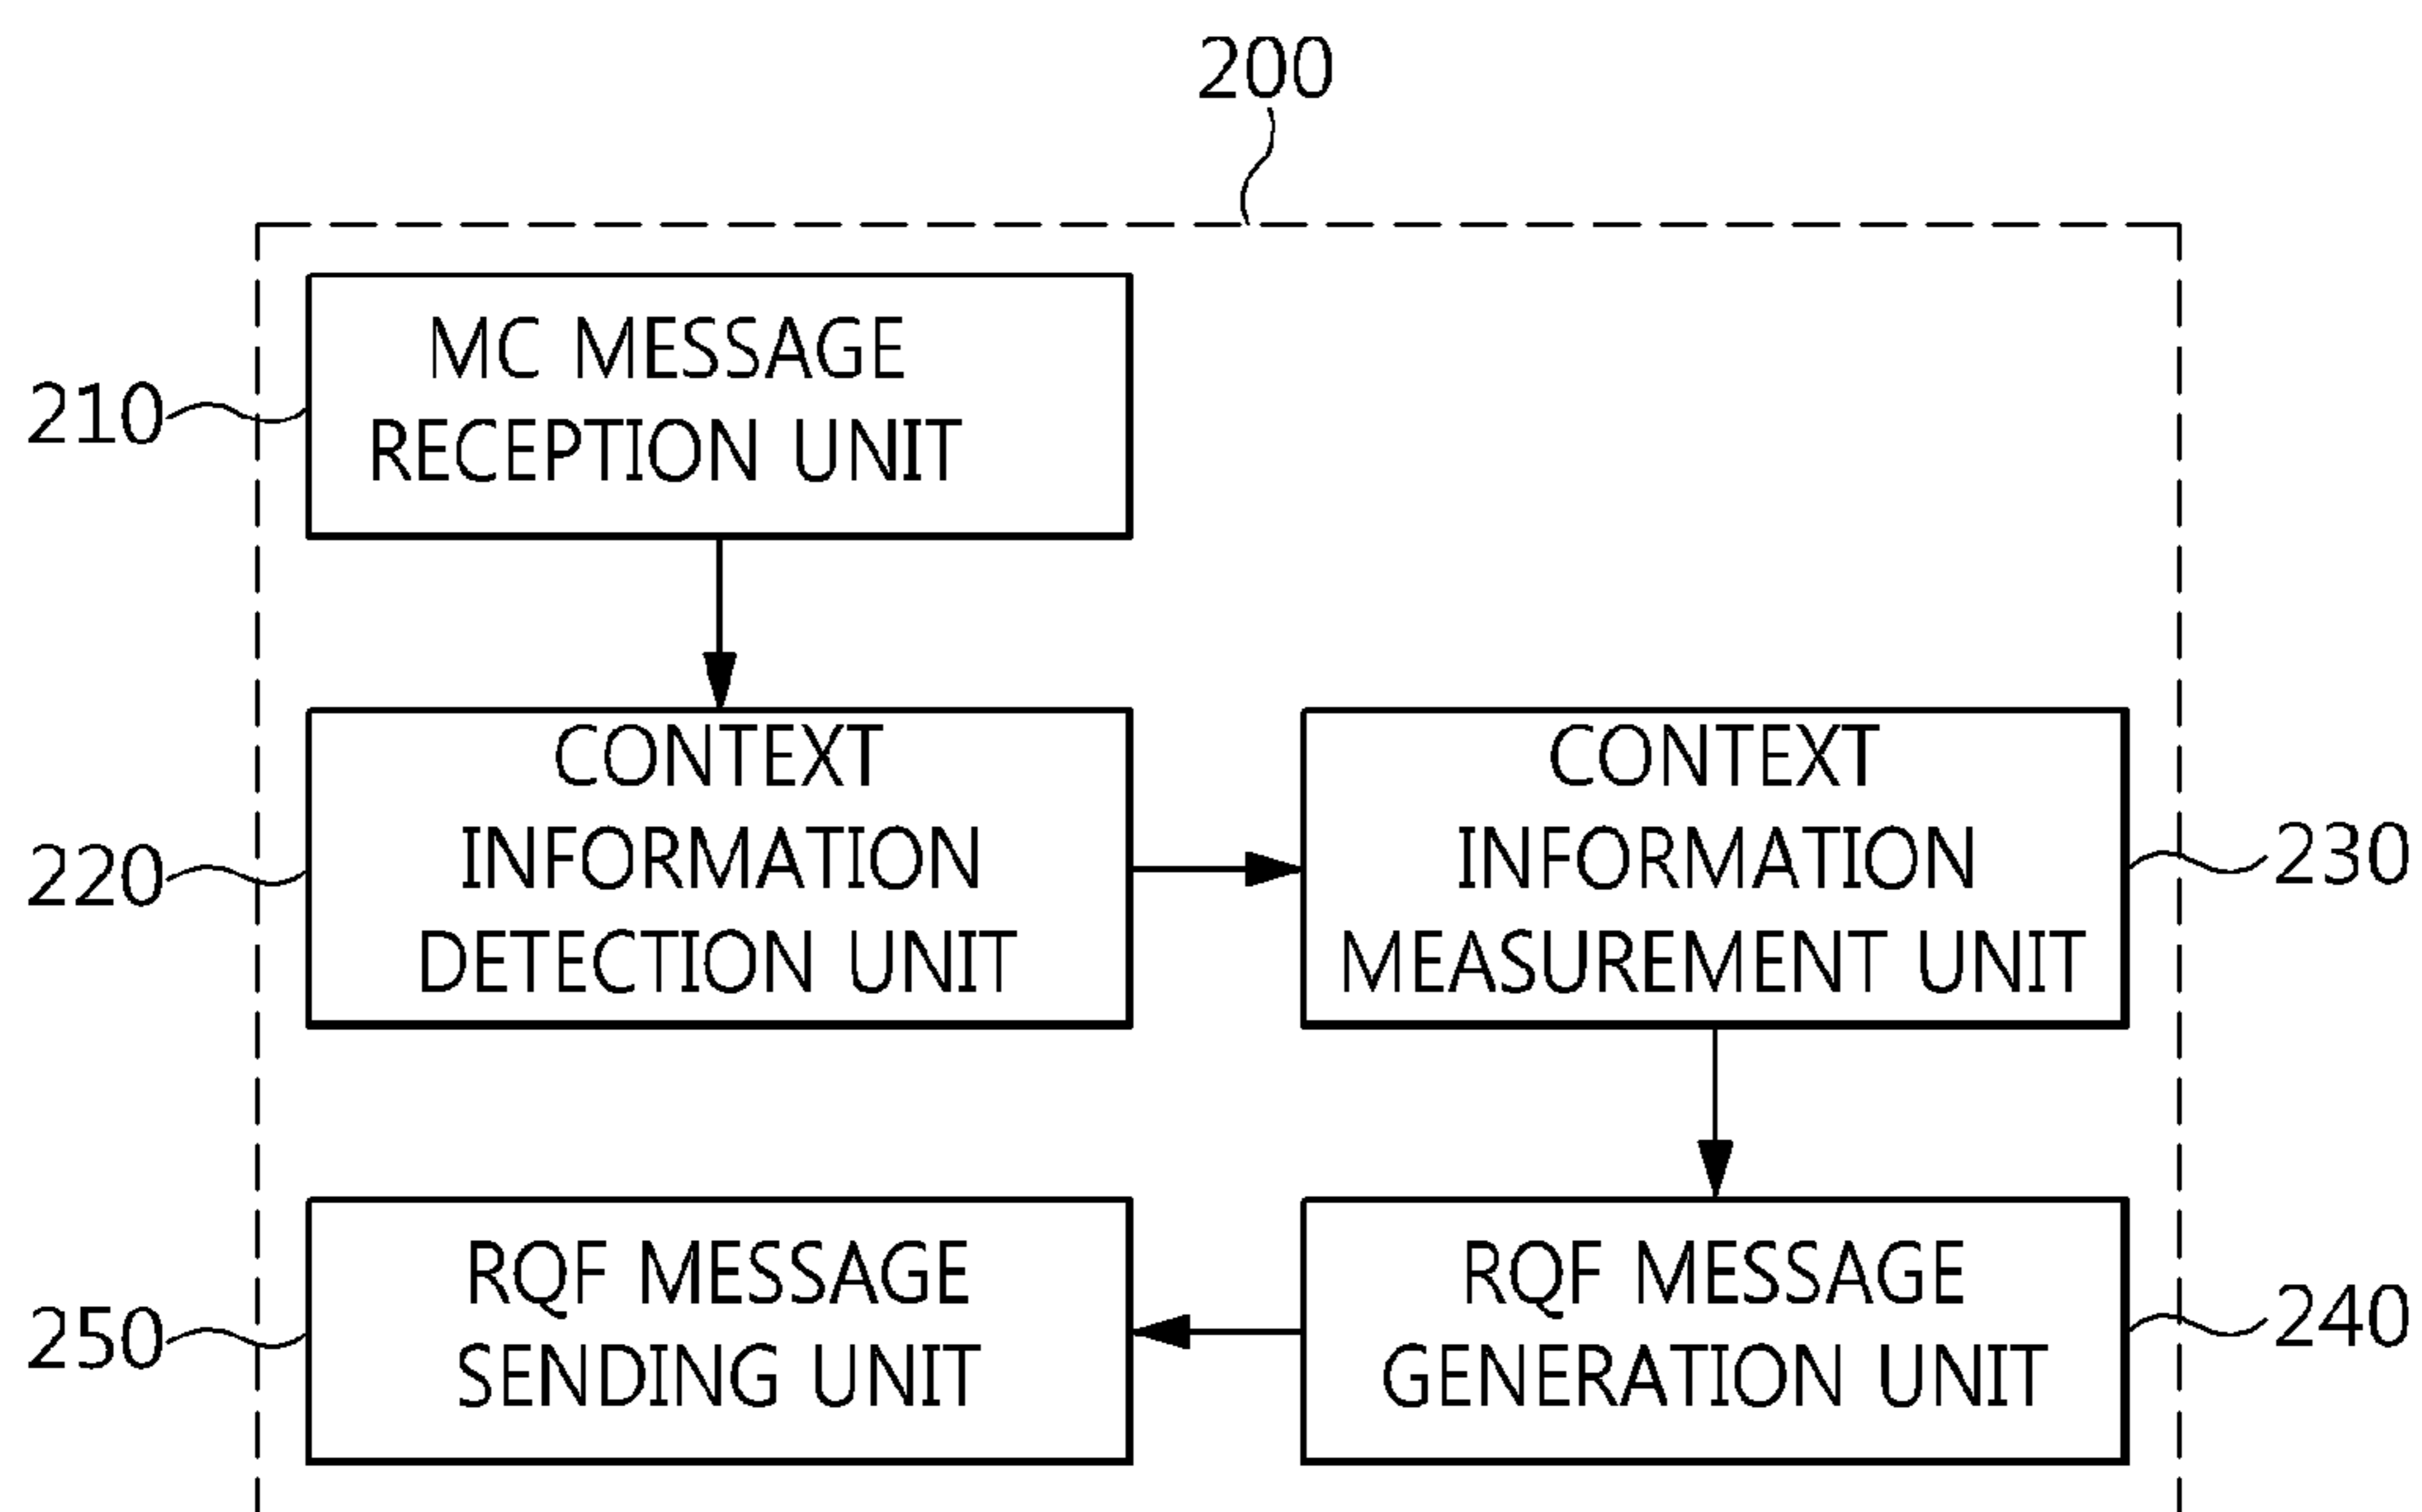 200
MC MESSAGE
RECEPTION UNIT
210
CONTEXT
INFORMATION
DETECTION UNIT
220
CONTEXT
INFORMATION
MEASUREMENT UNIT
230
RQF MESSAGE
SENDING UNIT
250
RQF MESSAGE
GENERATION UNIT
240